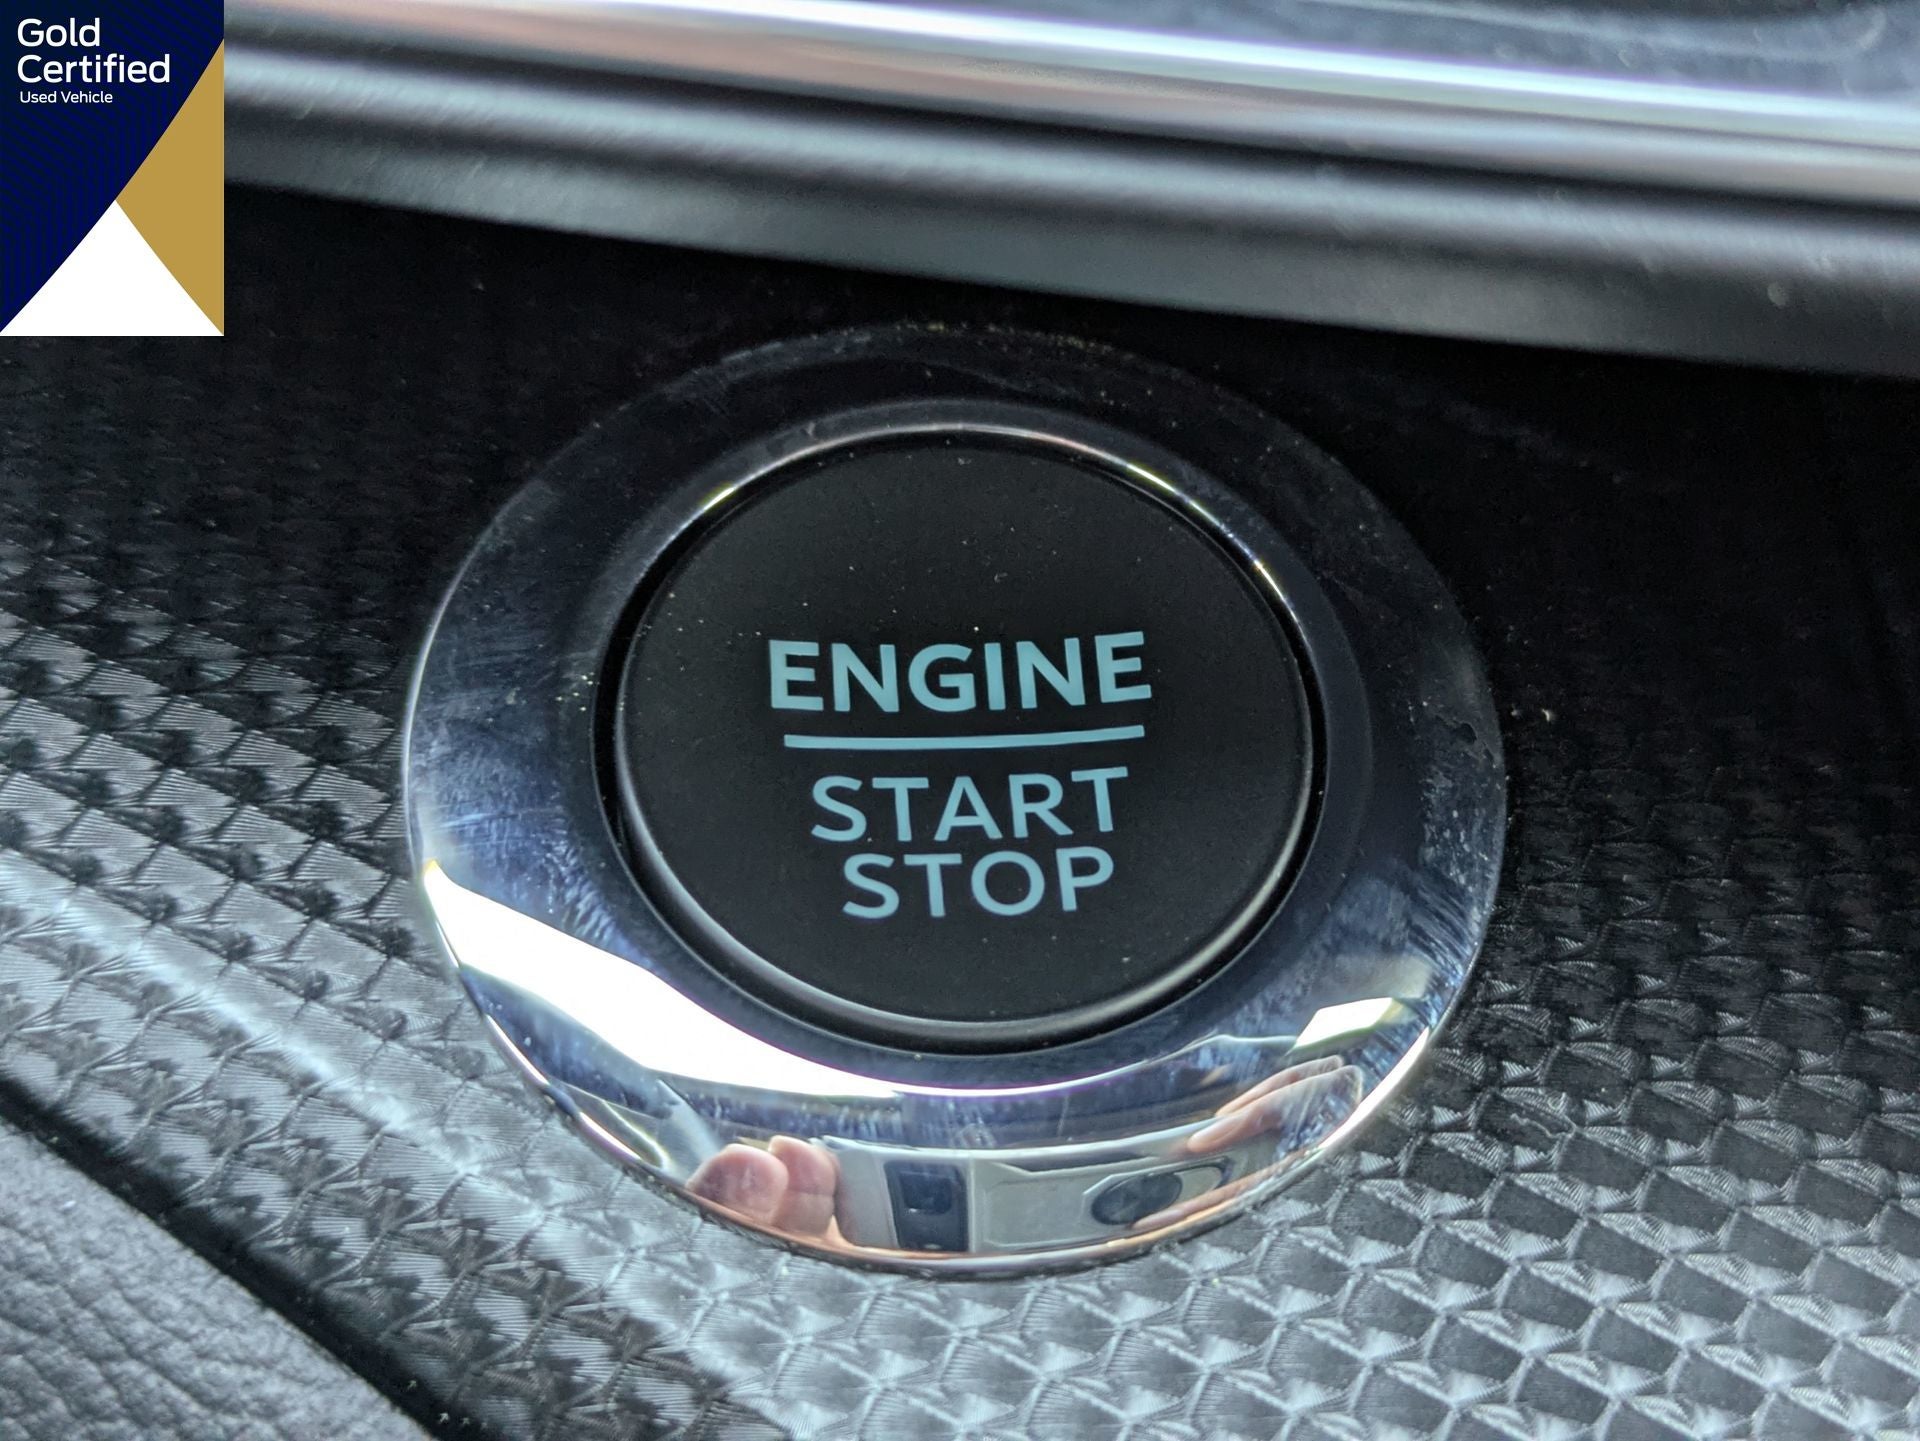 Gold
Certified
Used Vehicle
ENGINE
START
STOP